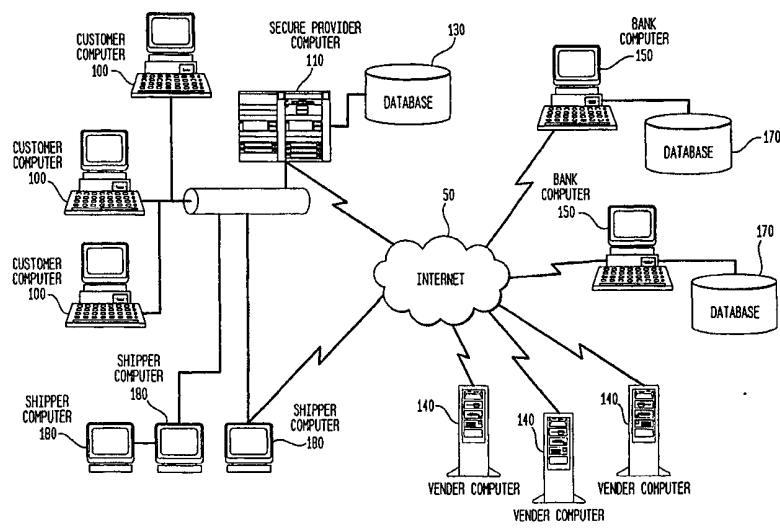 CUSTOMER
COMPUTER
100
SECURE PROVIDER
COMPUTER
110
130
DATABASE
BANK
COMPUTER
150
DATABASE
170
CUSTOMER
COMPUTER
100
50
INTERNET
BANK
COMPUTER
150
170
DATABASE
CUSTOMER
COMPUTER
100
SHIPPER
COMPUTER
180
SHIPPER
COMPUTER
180
SHIPPER
COMPUTER
180
140
VENDER COMPUTER
140
VENDER COMPUTER
140
VENDER COMPUTER